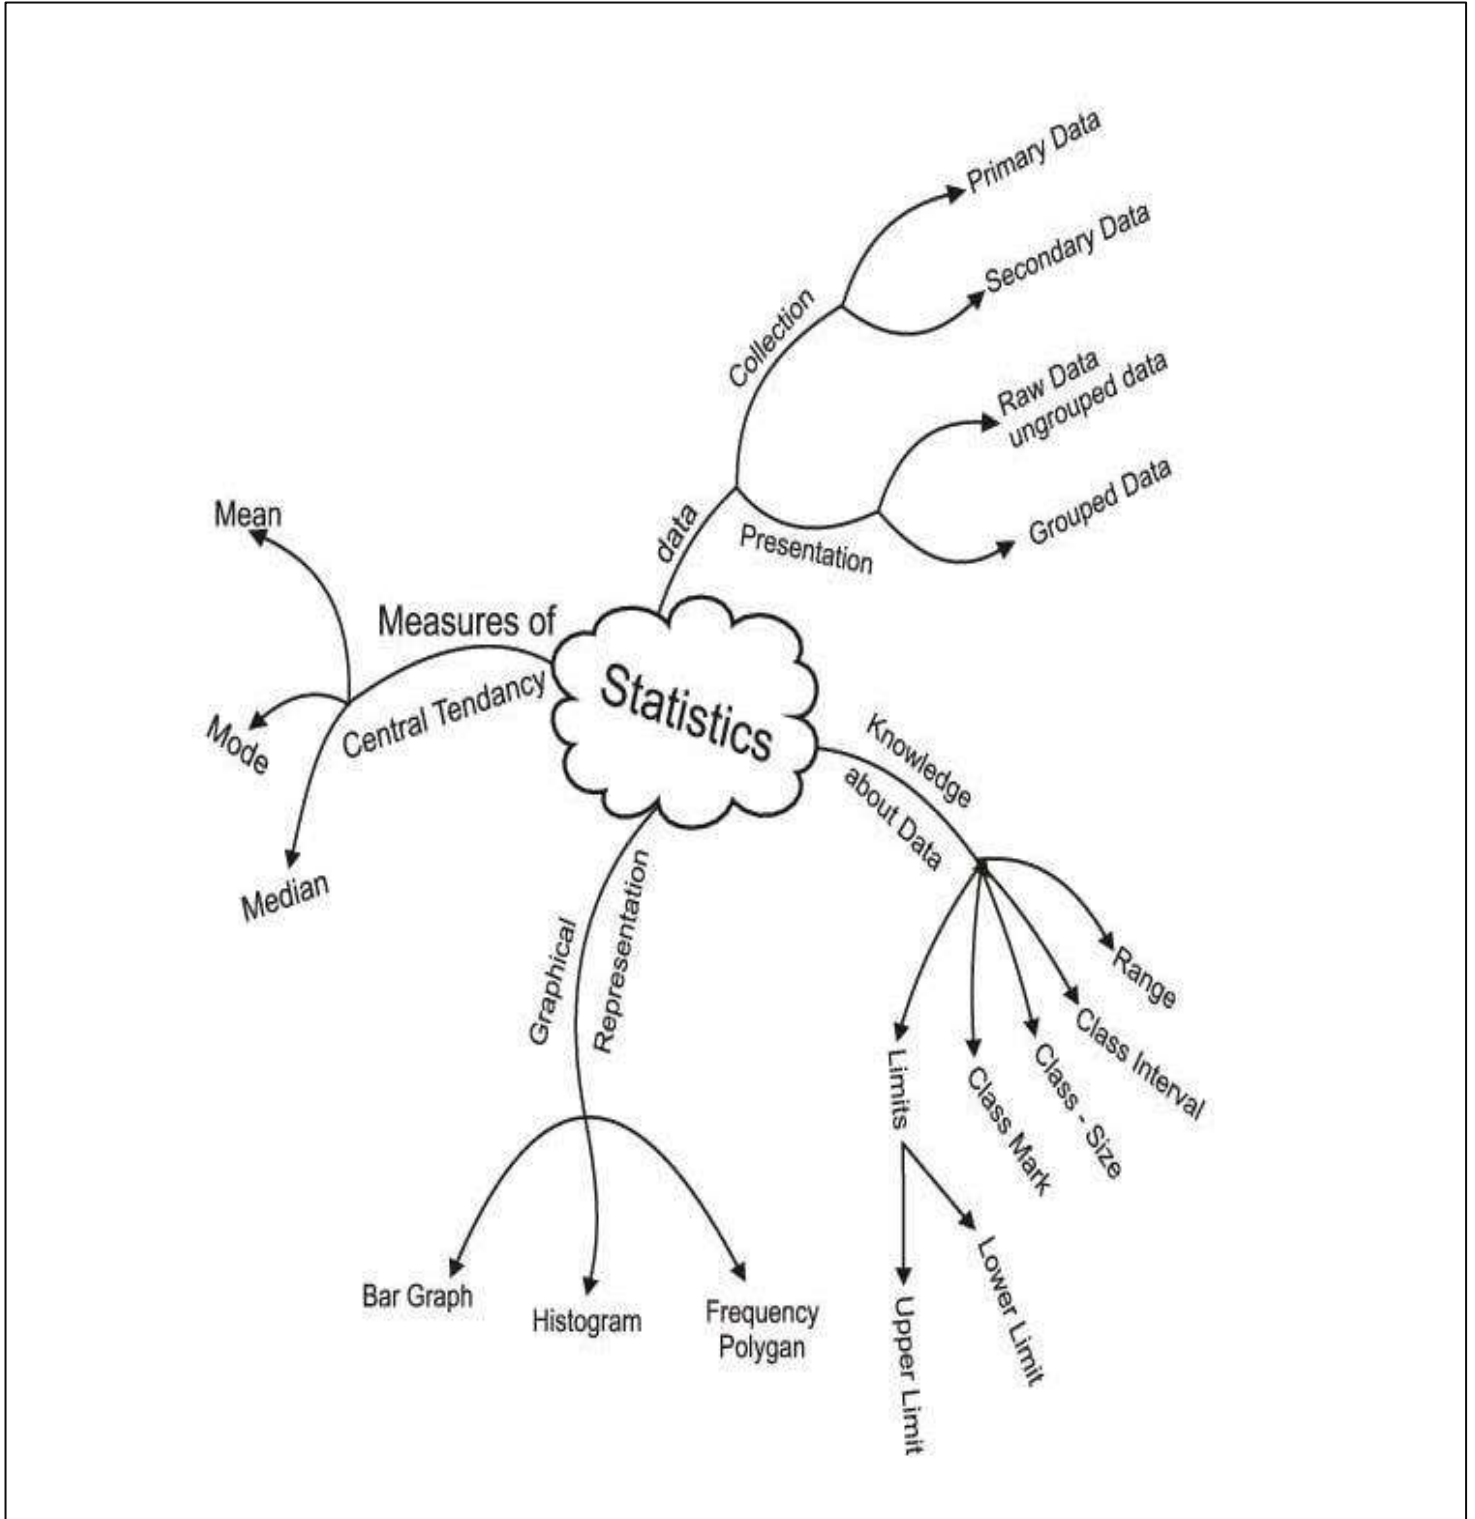 Primary Data
Secondary Data
Collection
Raw Data
ungrouped data
Grouped Data
data
Presentation
Mean
Measures of
Central Tendancy
Mode
Median
Statistics
Knowledge
about Data
Range
Class Interval
Class - Size
Class Mark
Limits
Lower Limit
Upper Limit
Graphical
Representation
Bar Graph
Histogram
Frequency
Polygan